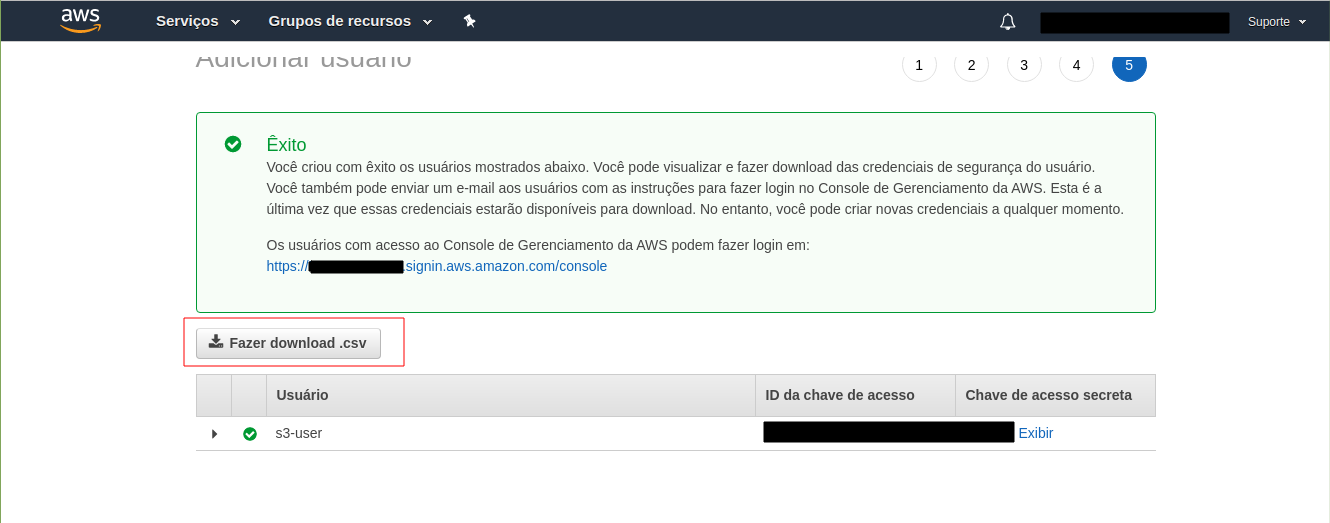 aws Serviços Grupos de recursos Suporte
Adicionar usuário 1 2 3 4 5
Êxito
Você criou com êxito os usuários mostrados abaixo. Você pode visualizar e fazer download das credenciais de segurança do usuário.
Você também pode enviar um e-mail aos usuários com as instruções para fazer login no Console de Gerenciamento da AWS. Esta é a
última vez que essas credenciais estarão disponíveis para download. No entanto, você pode criar novas credenciais a qualquer momento.
Os usuários com acesso ao Console de Gerenciamento da AWS podem fazer login em:
https:// .signin.aws.amazon.com/console
Fazer download .csv
Usuário ID da chave de acesso Chave de acesso secreta
s3-user Exibir